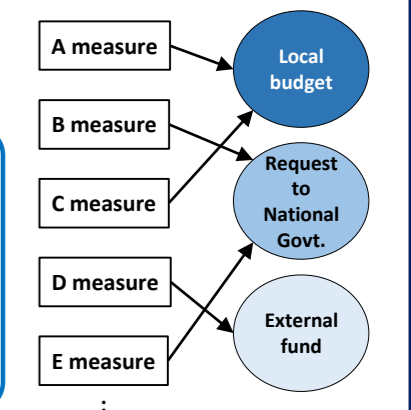 A measure
Local
budget
B measure
Request
to
National
Govt.
C measure
D measure
External
fund
E measure